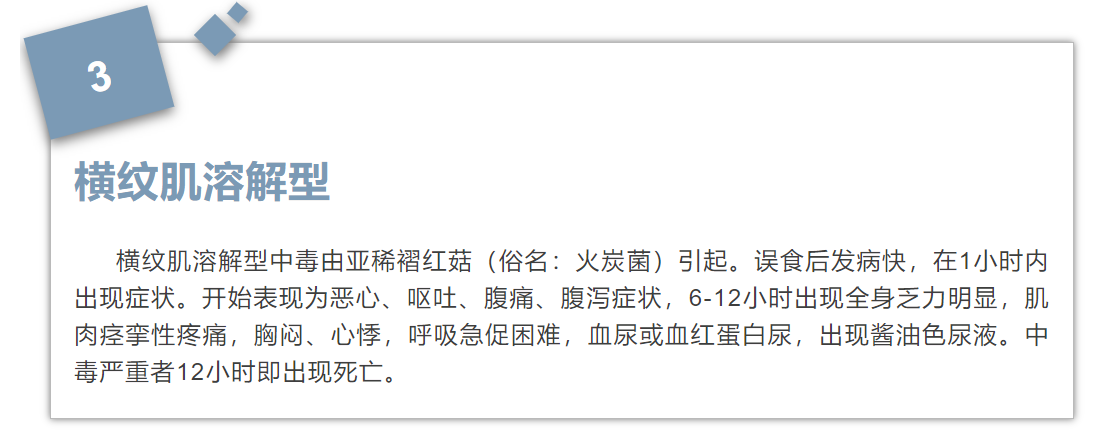 3
横纹肌溶解型
横纹肌溶解型中毒由亚稀褶红菇（俗名：火炭菌）引起。误食后发病快，在1小时内
出现症状。开始表现为恶心、呕吐、腹痛、腹泻症状，6-12小时出现全身乏力明显，肌
肉痉挛性疼痛，胸闷、心悸，呼吸急促困难，血尿或血红蛋白尿，出现酱油色尿液。中
毒严重者12小时即出现死亡。